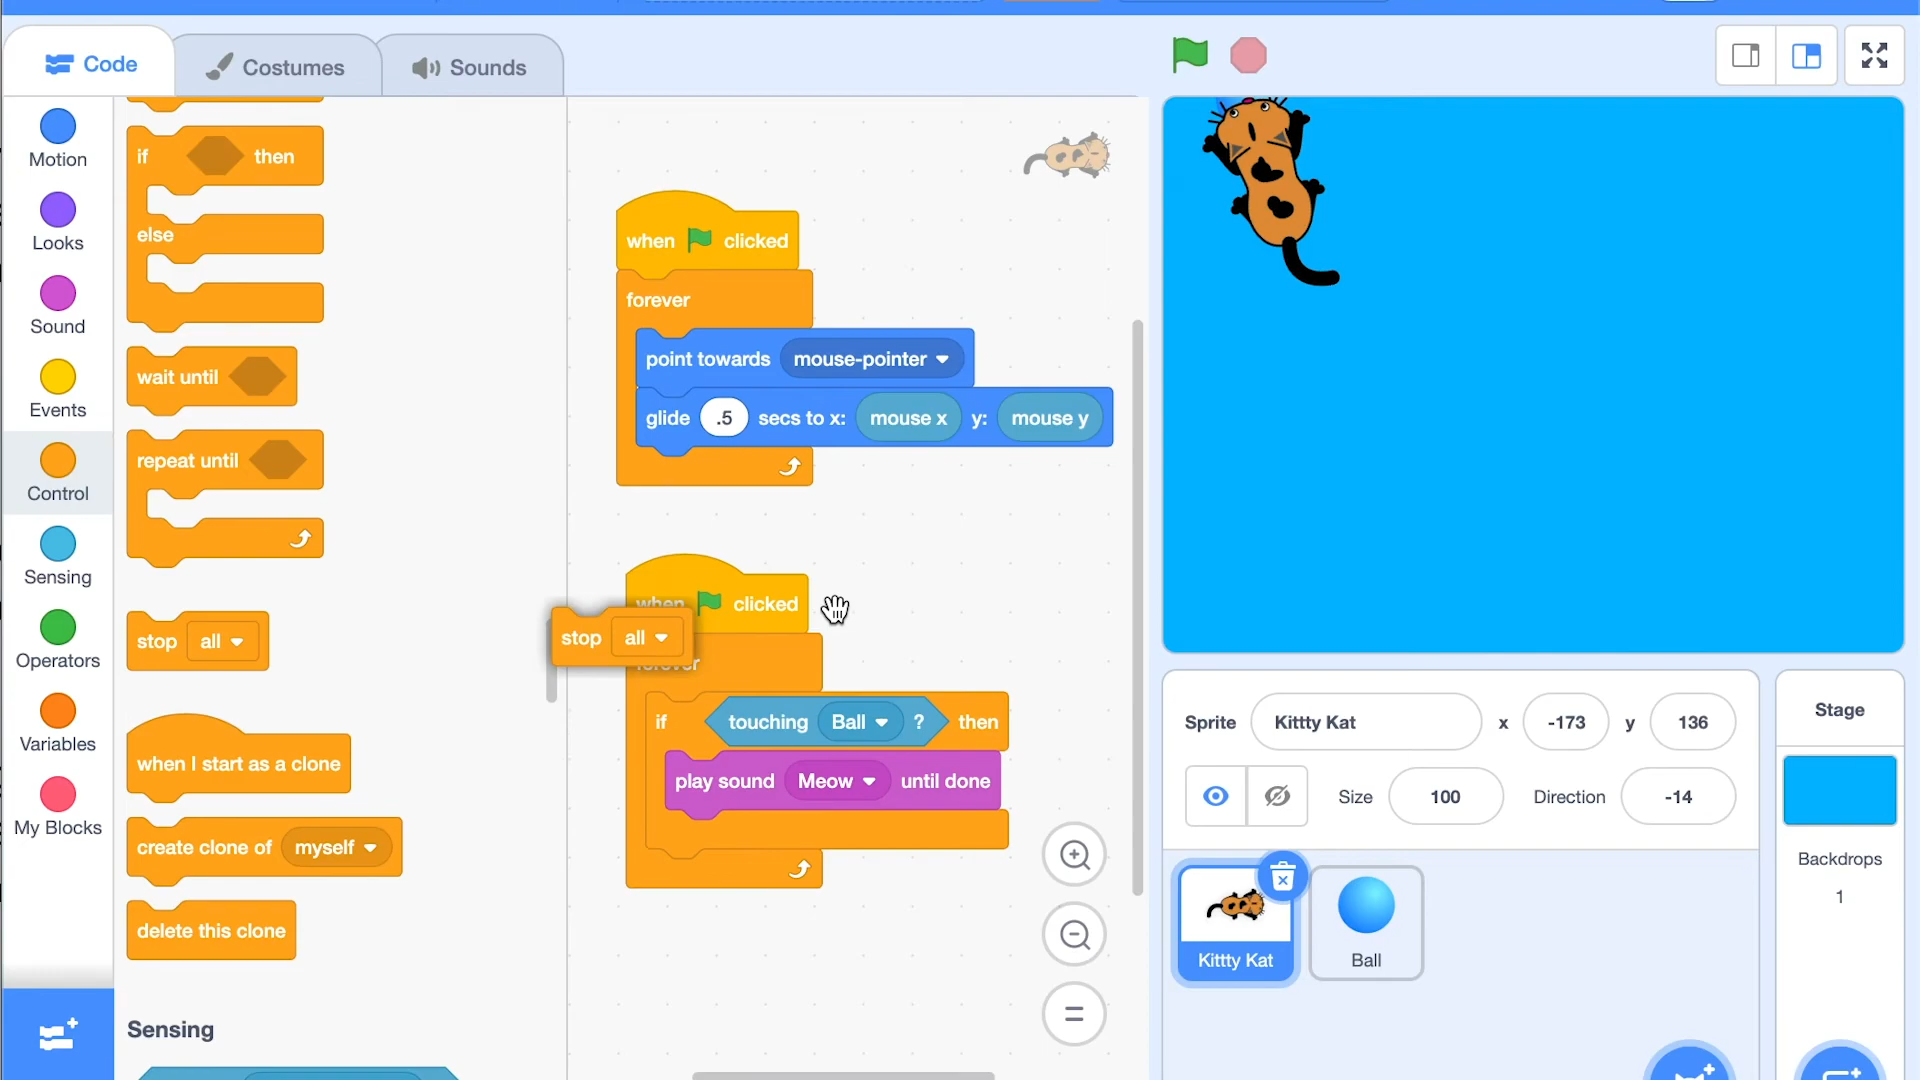 Code
Costumes
Sounds
Motion
Looks
Sound
Events
Control
Sensing
Operators
Variables
My Blocks
if then
else
wait until
repeat until
stop all
when I start as a clone
create clone of myself
delete this clone
Sensing
when clicked
forever
point towards mouse-pointer
glide .5 secs to x: mouse x y: mouse y
when clicked
stop all
forever
if touching Ball ? then
play sound Meow until done
Sprite Kittty Kat x -173 y 136
Size 100 Direction -14
Kittty Kat
Ball
Stage
Backdrops
1